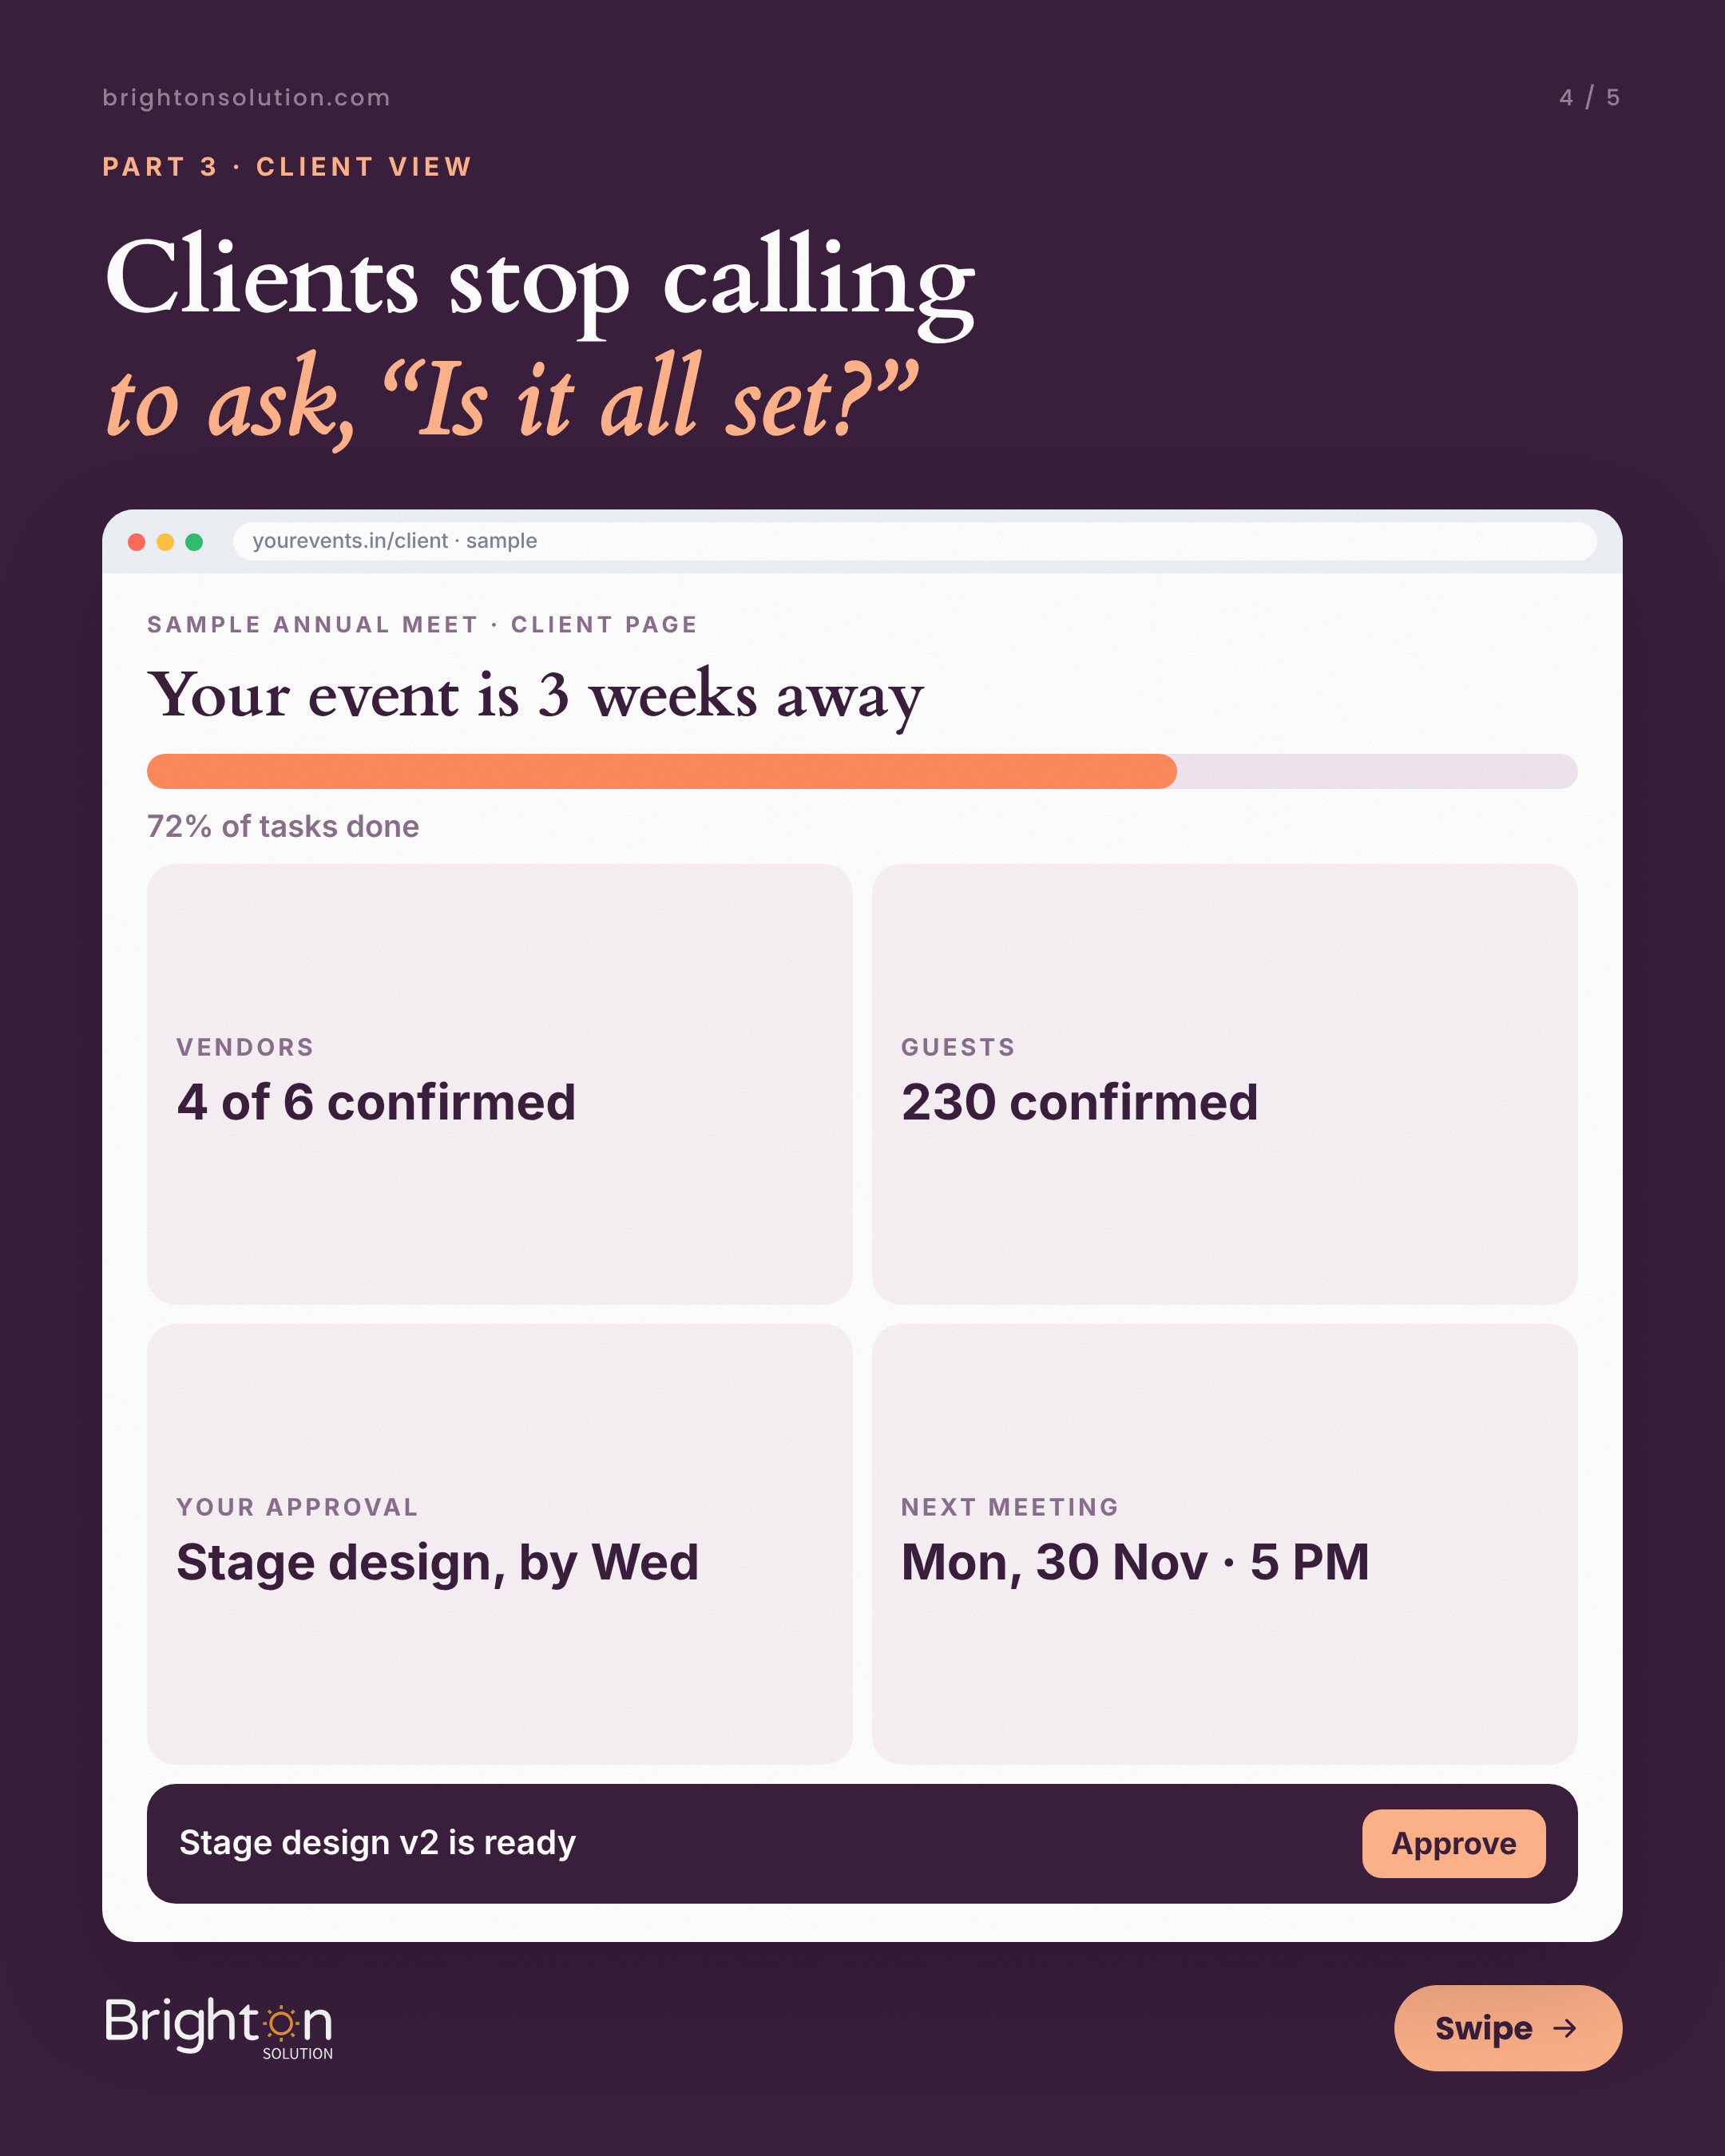 brightonsolution.com
4 / 5
PART 3 · CLIENT VIEW
Clients stop calling
to ask, “Is it all set?”
yourevents.in/client · sample
SAMPLE ANNUAL MEET · CLIENT PAGE
Your event is 3 weeks away
72% of tasks done
VENDORS
4 of 6 confirmed
GUESTS
230 confirmed
YOUR APPROVAL
Stage design, by Wed
NEXT MEETING
Mon, 30 Nov · 5 PM
Stage design v2 is ready
Approve
Brighton
SOLUTION
Swipe →